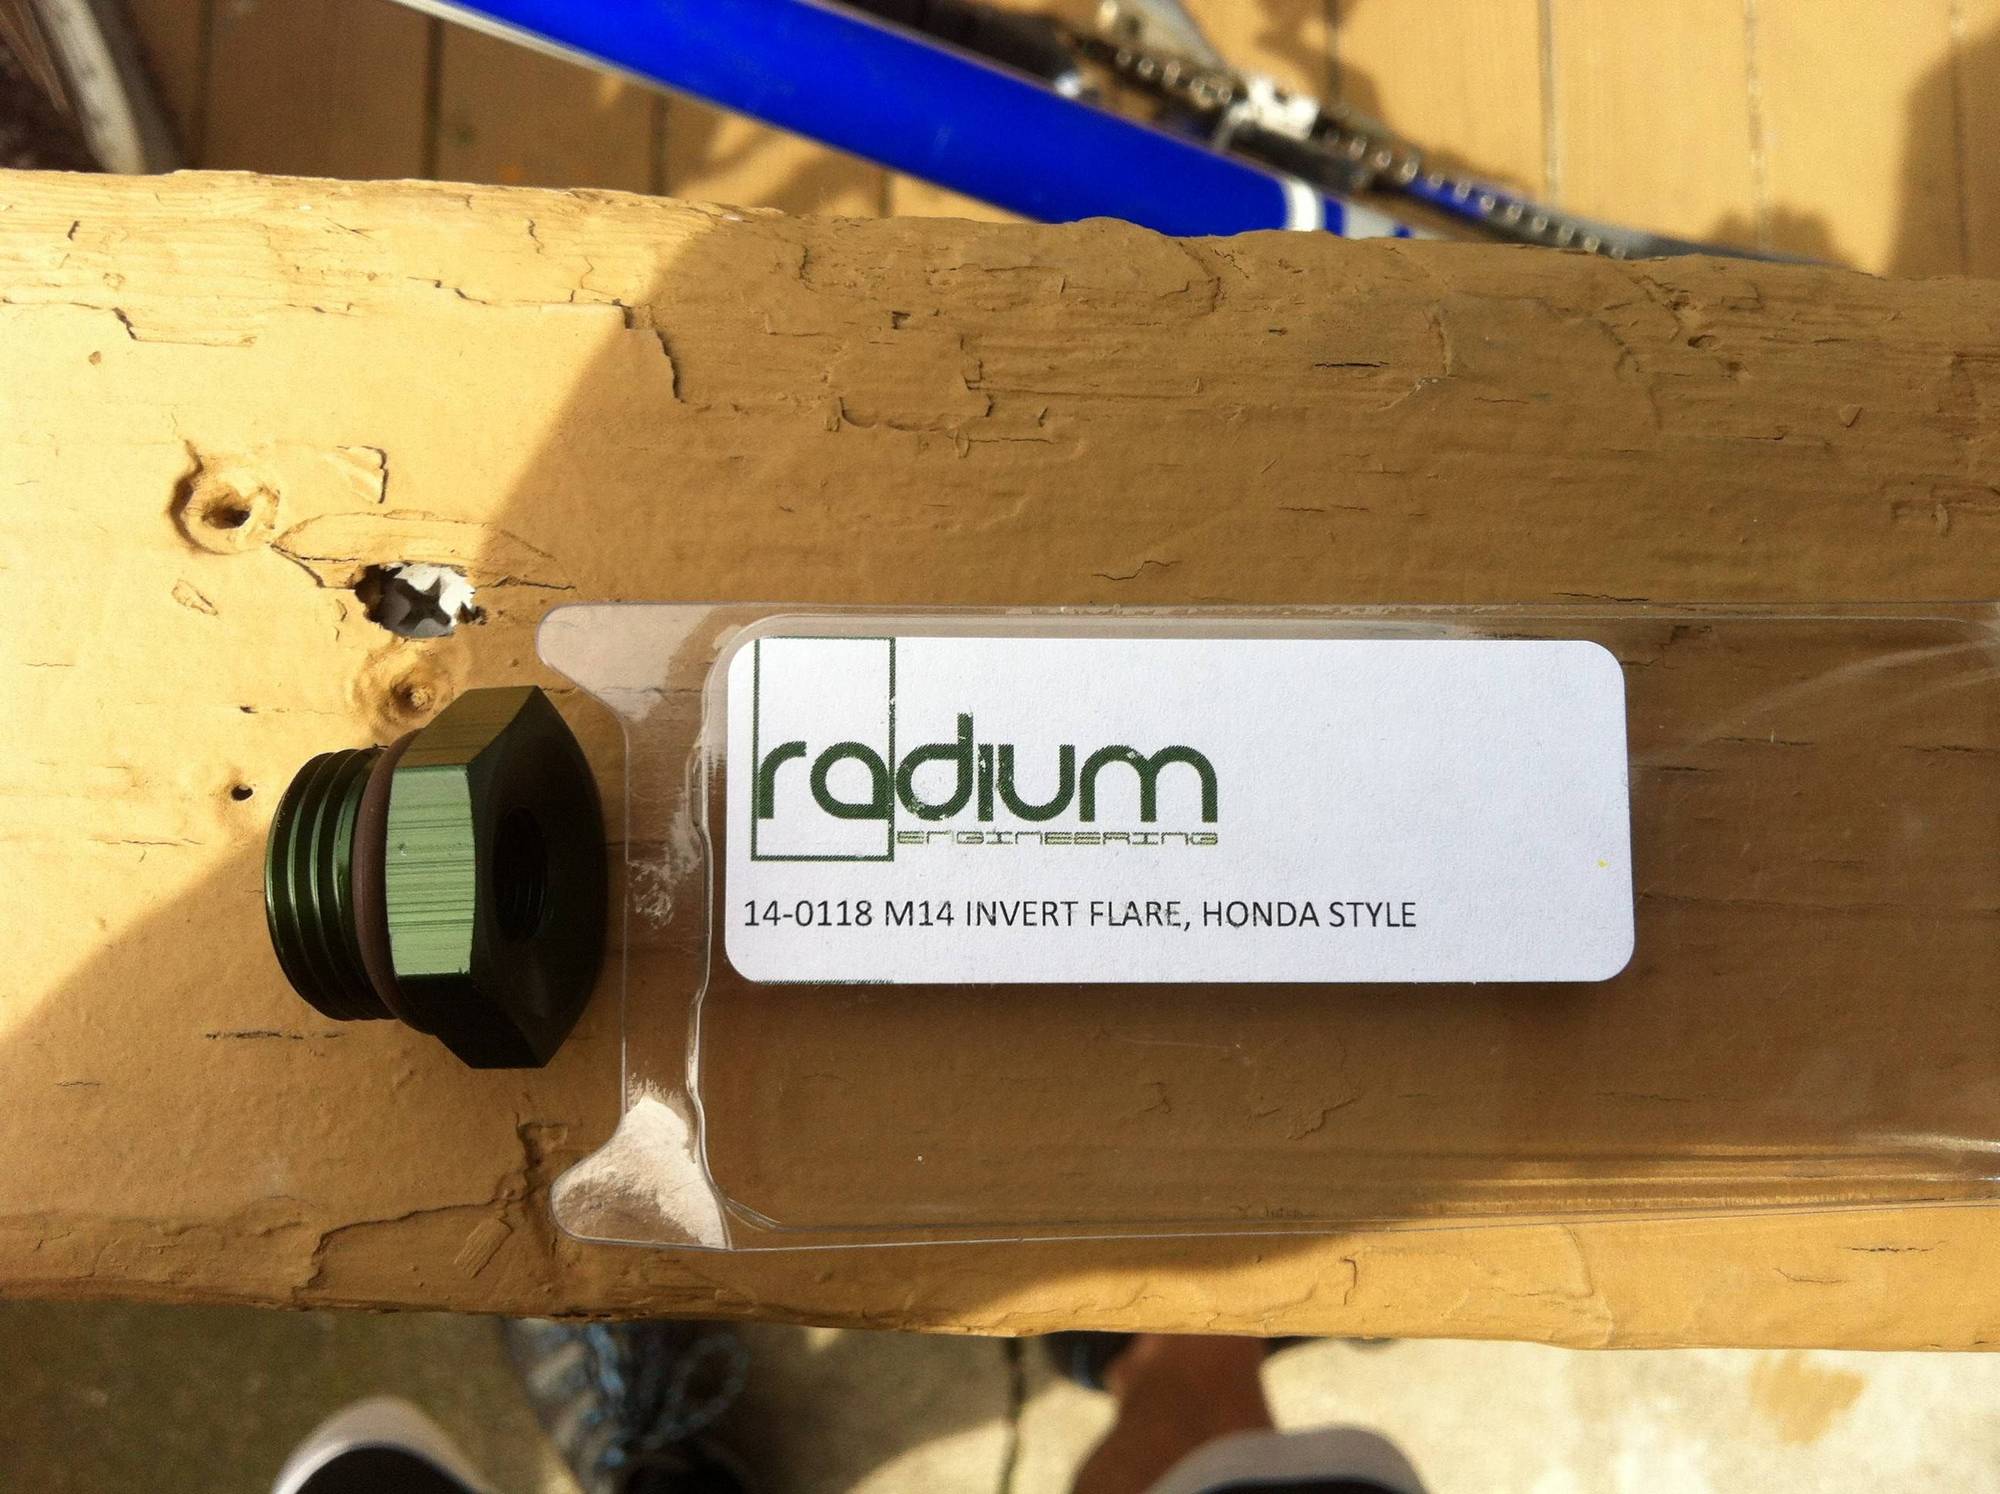 radium
ENGINEERING
14-0118 M14 INVERT FLARE, HONDA STYLE